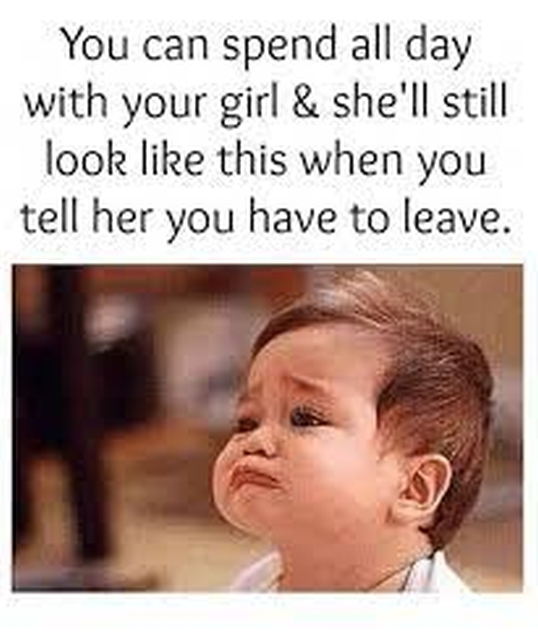 You can spend all day
with your girl & she'll still
look like this when you
tell her you have to leave.